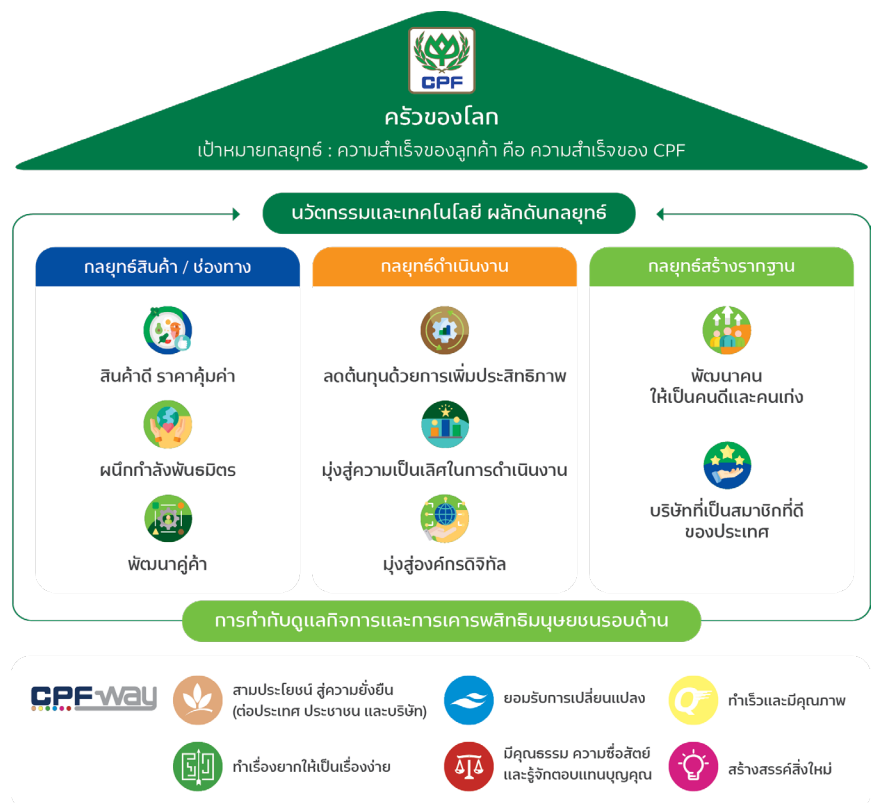 CPF
ครัวของโลก
เป้าหมายกลยุทธ์ : ความสำเร็จของลูกค้า คือ ความสำเร็จของ CPF
นวัตกรรมและเทคโนโลยี ผลักดันกลยุทธ์
กลยุทธ์สินค้า / ช่องทาง
สินค้าดี ราคาคุ้มค่า
ผนึกกำลังพันธมิตร
พัฒนาคู่ค้า
กลยุทธ์ดำเนินงาน
ลดต้นทุนด้วยการเพิ่มประสิทธิภาพ
มุ่งสู่ความเป็นเลิศในการดำเนินงาน
มุ่งสู่องค์กรดิจิทัล
กลยุทธ์สร้างรากฐาน
พัฒนาคน
ให้เป็นคนดีและคนเก่ง
บริษัทที่เป็นสมาชิกที่ดี
ของประเทศ
การกำกับดูแลกิจการและการเคารพสิทธิมนุษยชนรอบด้าน
CPF-way
สามประโยชน์ สู่ความยั่งยืน
(ต่อประเทศ ประชาชน และบริษัท)
ยอมรับการเปลี่ยนแปลง
ทำเร็วและมีคุณภาพ
ทำเรื่องยากให้เป็นเรื่องง่าย
มีคุณธรรม ความซื่อสัตย์
และรู้จักตอบแทนบุญคุณ
สร้างสรรค์สิ่งใหม่